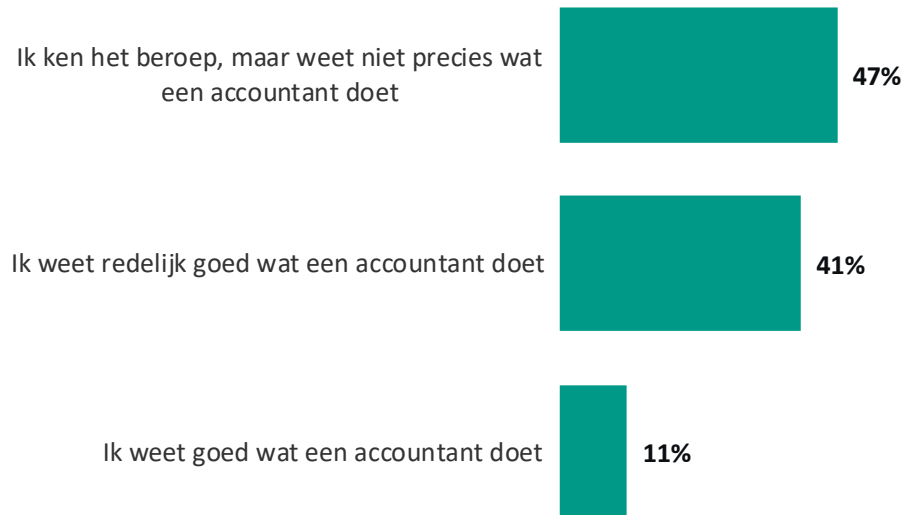 Ik ken het beroep, maar weet niet precies wat
een accountant doet
47%
Ik weet redelijk goed wat een accountant doet
41%
Ik weet goed wat een accountant doet
11%